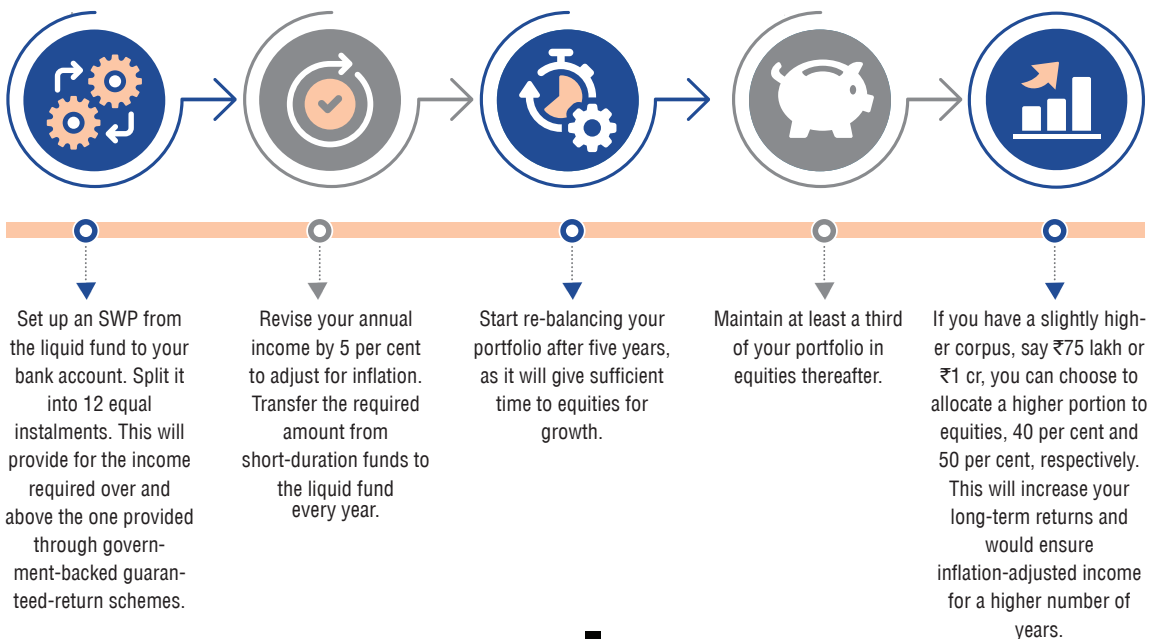 Set up an SWP from
the liquid fund to your
bank account. Split it
into 12 equal
instalments. This will
provide for the income
required over and
above the one provided
through govern-
ment-backed guaran-
teed-return schemes.
Revise your annual
income by 5 per cent
to adjust for inflation.
Transfer the required
amount from
short-duration funds to
the liquid fund
every year.
Start re-balancing your
portfolio after five years,
as it will give sufficient
time to equities for
growth.
Maintain at least a third
of your portfolio in
equities thereafter.
If you have a slightly high-
er corpus, say ₹75 lakh or
₹1 cr, you can choose to
allocate a higher portion to
equities, 40 per cent and
50 per cent, respectively.
This will increase your
long-term returns and
would ensure
inflation-adjusted income
for a higher number of
years.